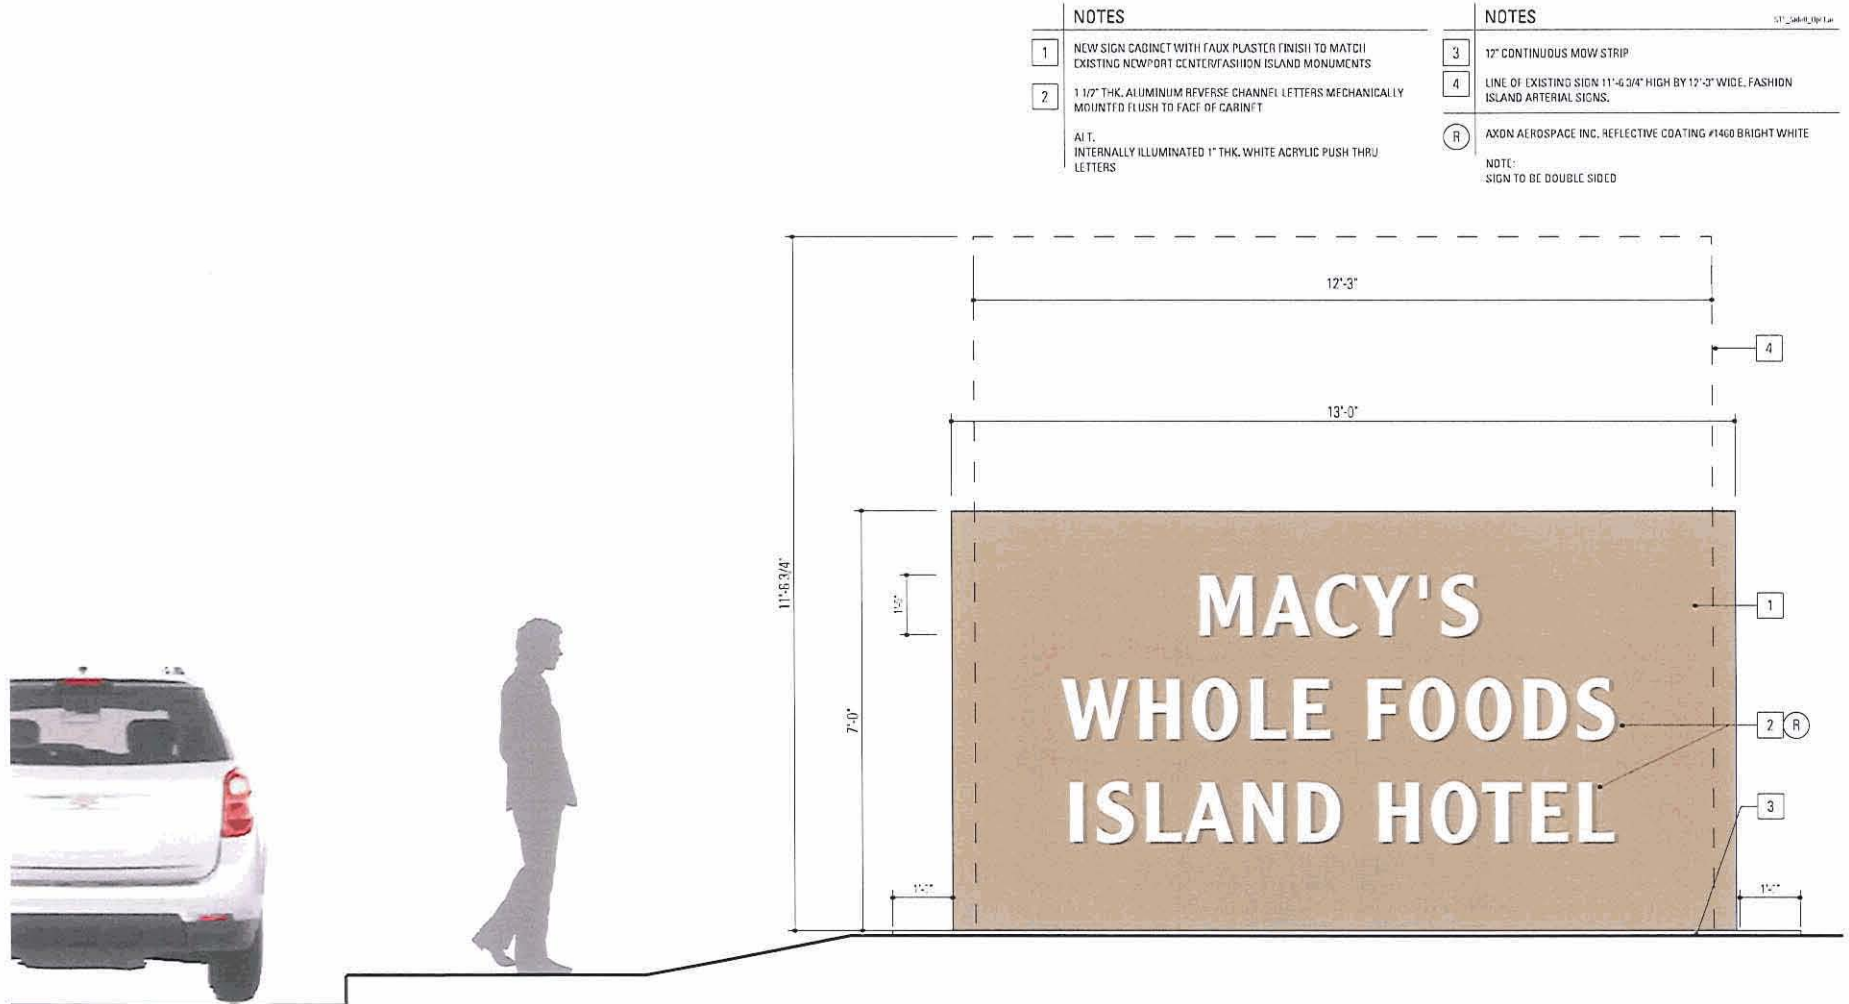 NOTES
1 NEW SIGN CABINET WITH FAUX PLASTER FINISH TO MATCH
EXISTING NEWPORT CENTER/FASHION ISLAND MONUMENTS
2 1 1/2" THK. ALUMINUM REVERSE CHANNEL LETTERS MECHANICALLY
MOUNTED FLUSH TO FACE OF CABINET
ALT.
INTERNALLY ILLUMINATED 1" THK. WHITE ACRYLIC PUSH THRU
LETTERS
NOTES
3 12" CONTINUOUS MOW STRIP
4 LINE OF EXISTING SIGN 11'-6 3/4" HIGH BY 12'-3" WIDE, FASHION
ISLAND ARTERIAL SIGNS.
R AXON AEROSPACE INC. REFLECTIVE COATING #1460 BRIGHT WHITE
NOTE:
SIGN TO BE DOUBLE SIDED
12'-3"
4
13'-0"
11'-6 3/4"
7'-0"
MACY'S
WHOLE FOODS
ISLAND HOTEL
1
2 R
3